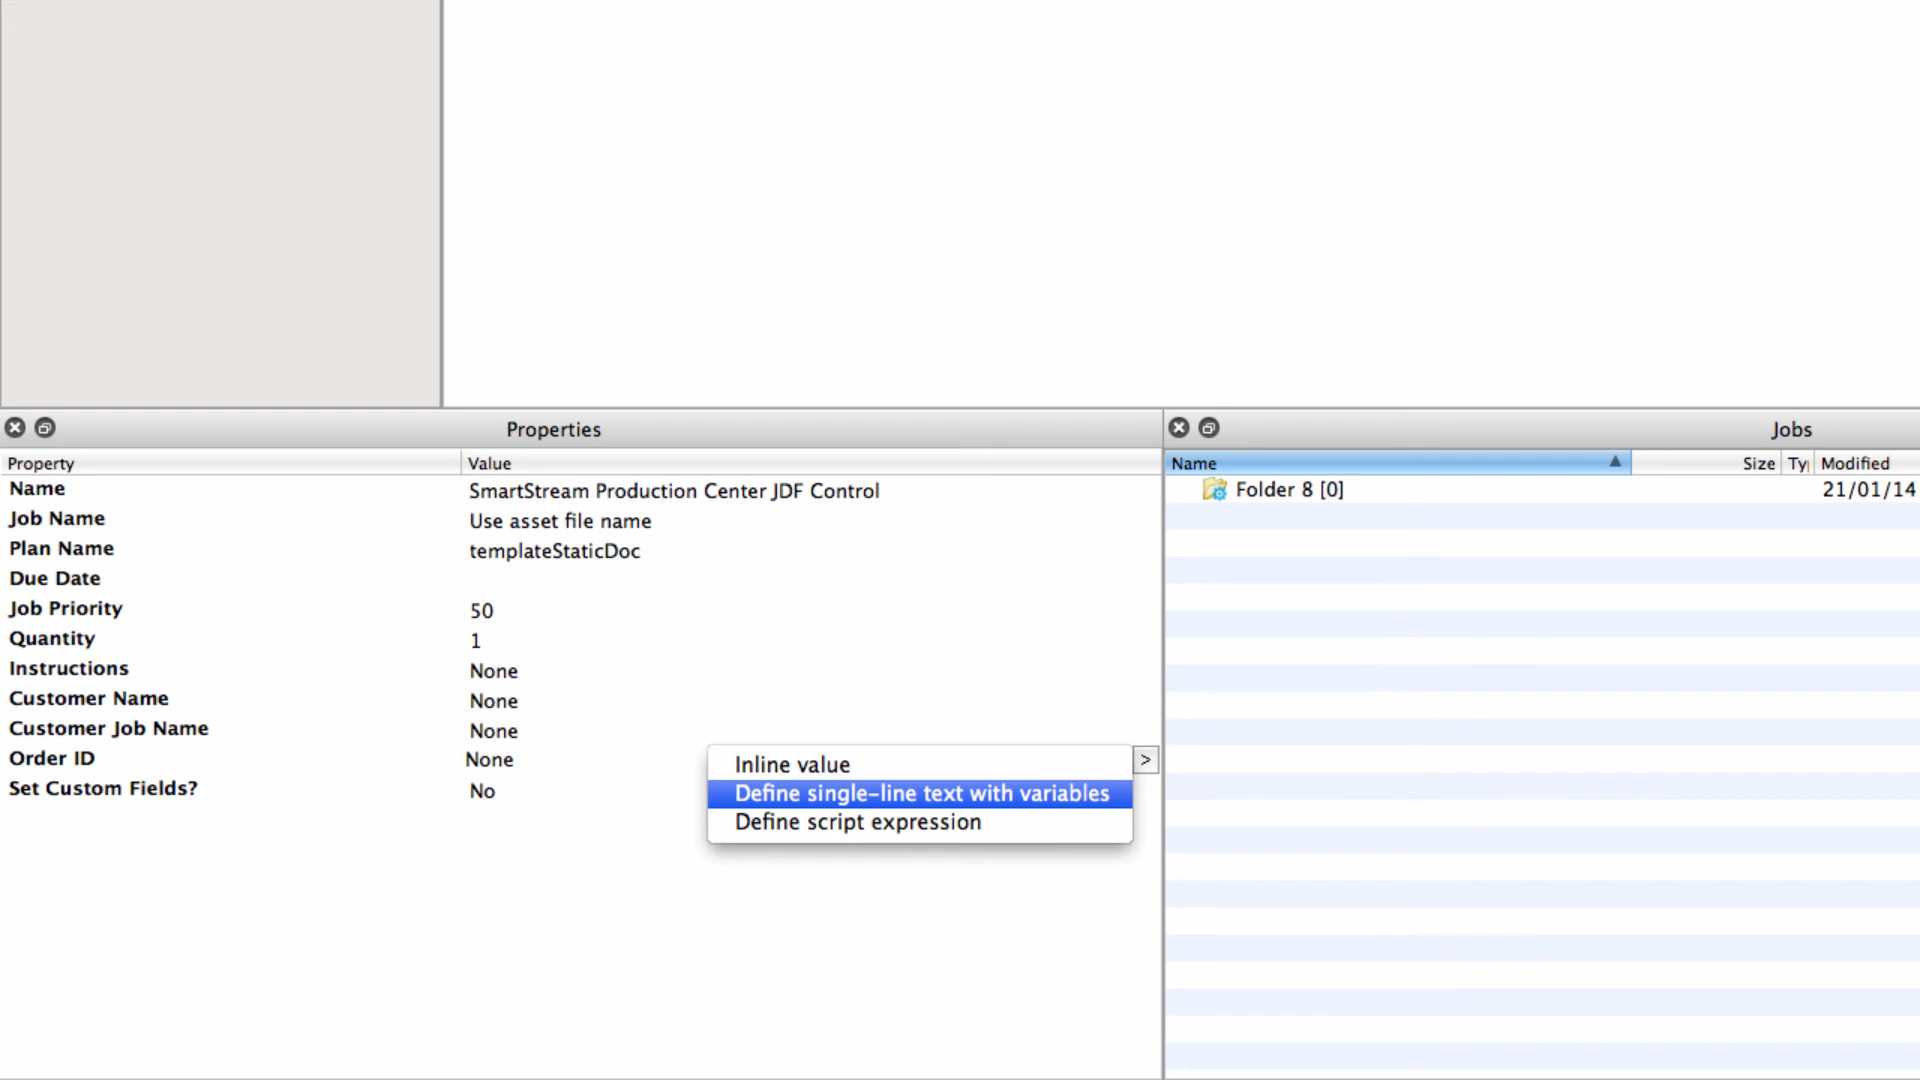 Properties
Property Value
Name SmartStream Production Center JDF Control
Job Name Use asset file name
Plan Name templateStaticDoc
Due Date
Job Priority 50
Quantity 1
Instructions None
Customer Name None
Customer Job Name None
Order ID None
Set Custom Fields? No
Inline value
Define single-line text with variables
Define script expression
>
Jobs
Name Size Ty Modified
Folder 8 [0] 21/01/14